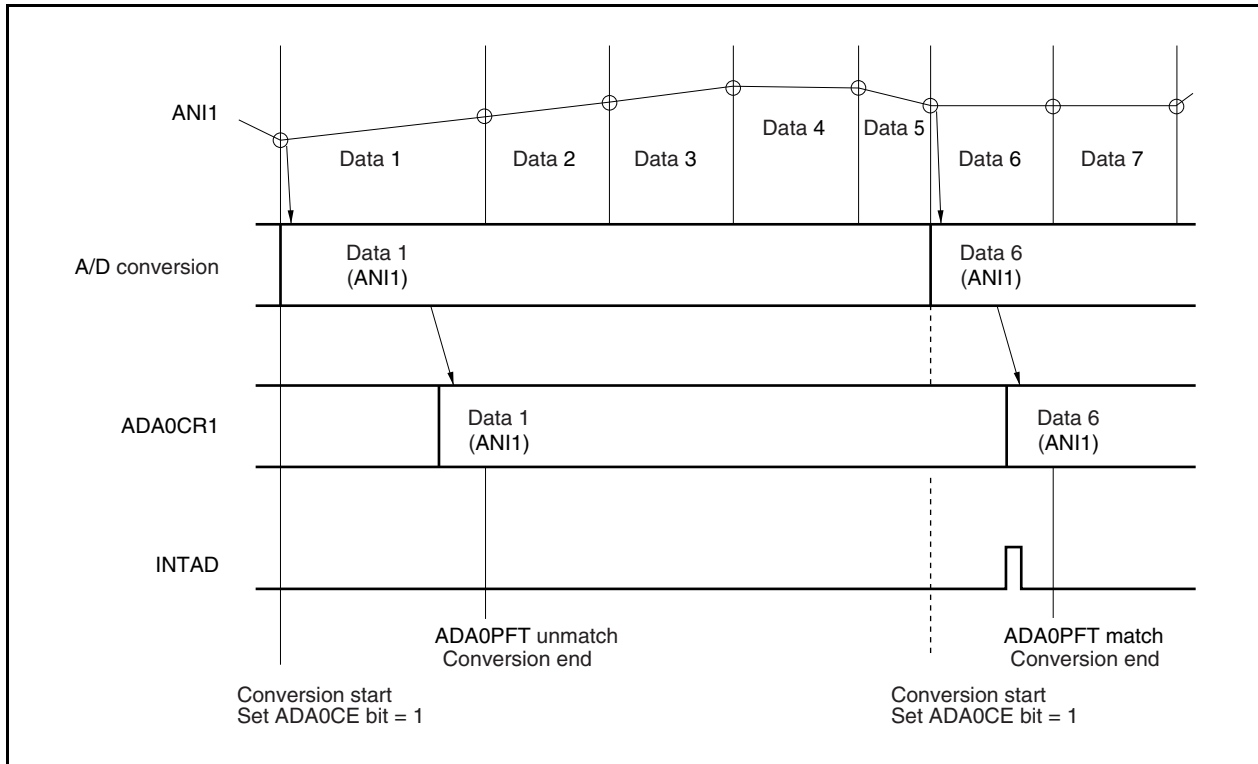 ANI1
Data 1
Data 2
Data 3
Data 4
Data 5
Data 6
Data 7
A/D conversion
Data 1
(ANI1)
Data 6
(ANI1)
ADA0CR1
Data 1
(ANI1)
Data 6
(ANI1)
INTAD
ADA0PFT unmatch
Conversion end
ADA0PFT match
Conversion end
Conversion start
Set ADA0CE bit = 1
Conversion start
Set ADA0CE bit = 1